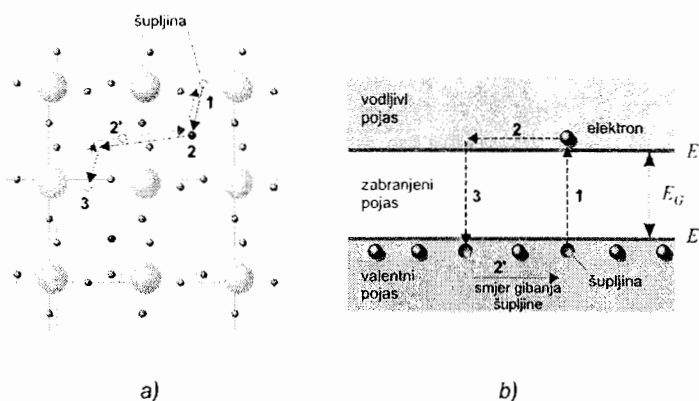 šupljina
1
2'
2
3
a)
vodljivi
pojas
2
elektron
E
zabranjeni
pojas
3
1
E_G
E
valentni
pojas
2'
smjer gibanja
šupljine
šupljina
b)